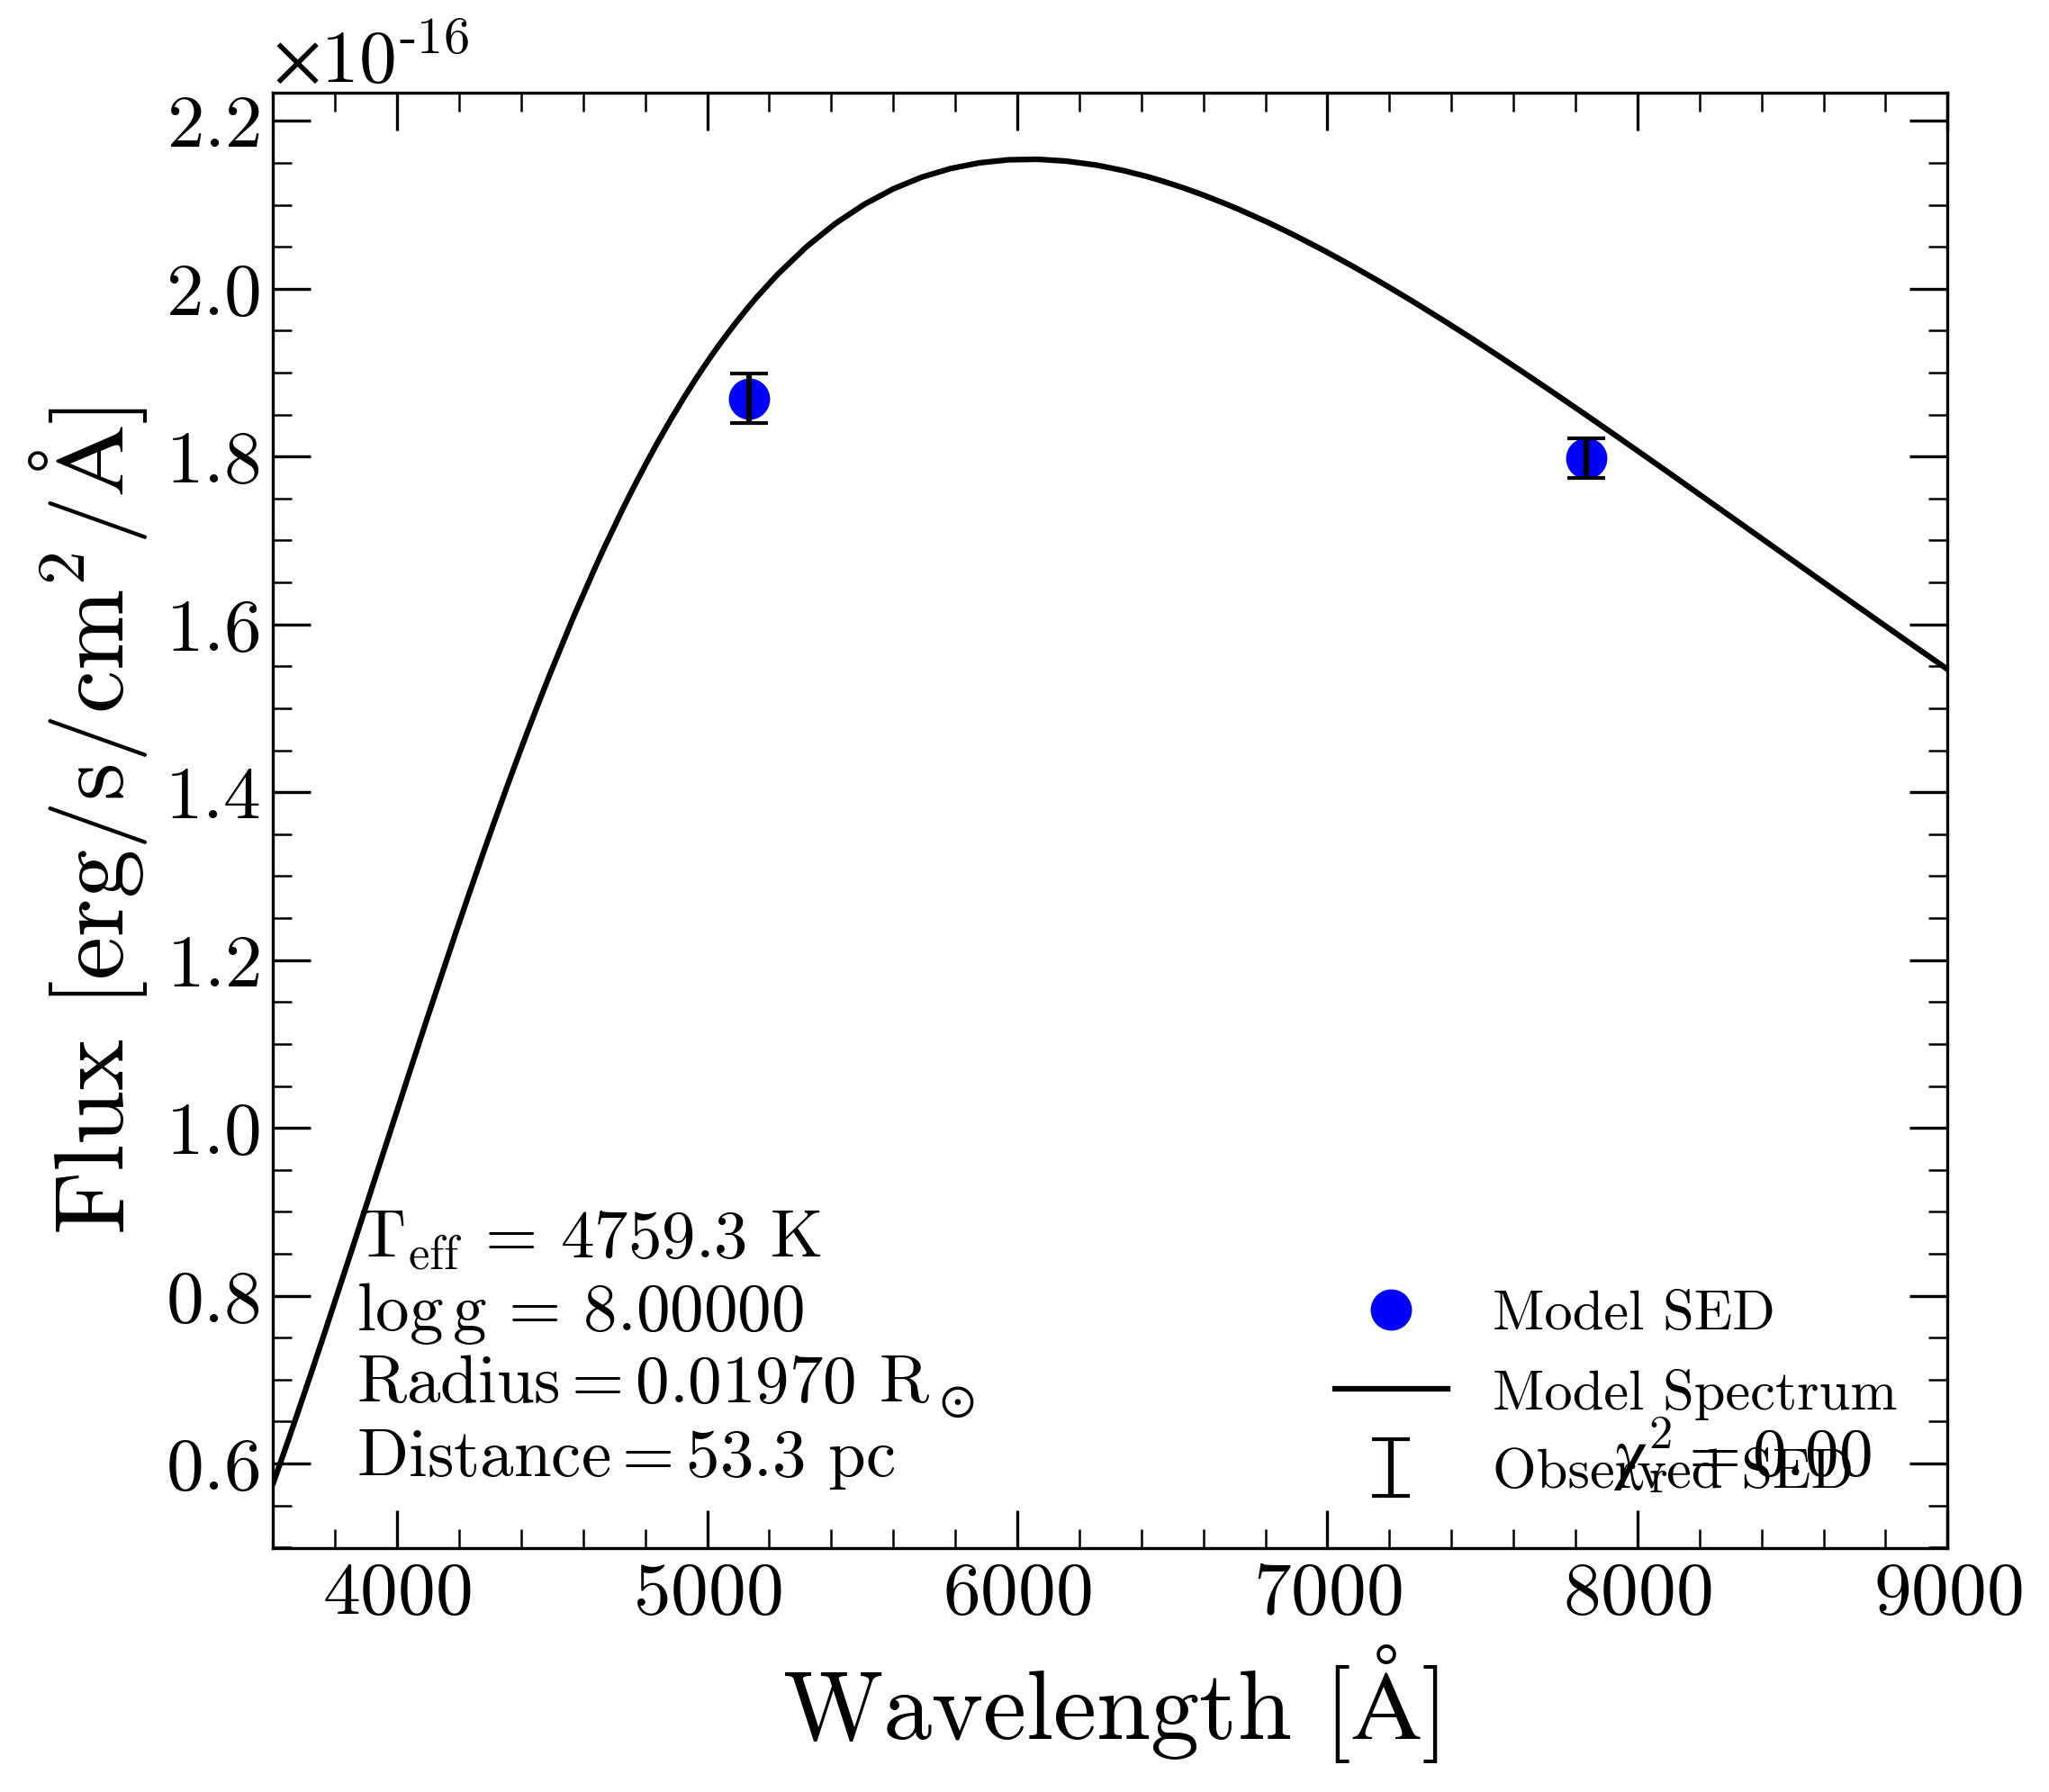 ×10⁻¹⁶
2.2
2.0
1.8
1.6
1.4
1.2
1.0
0.8
0.6
Flux [erg/s/cm²//Å]
T_eff = 4759.3 K
log g = 8.00000
Radius = 0.01970 R⊙
Distance = 53.3 pc
Model SED
Model Spectrum
Observed SED
χ²ᵣ = 0.00
4000 5000 6000 7000 8000 9000
Wavelength [Å]